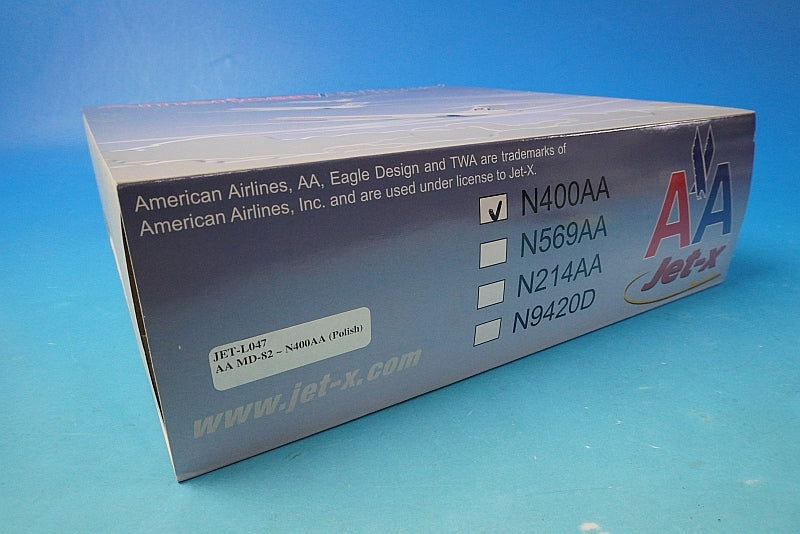 American Airlines, AA, Eagle Design and TWA are trademarks of
American Airlines, Inc. and are used under license to Jet-X.
N400AA
N569AA
N214AA
N9420D
AA
Jet-X
JET-L047
AA MD-82 – N400AA (Polish)
www.jet-x.com